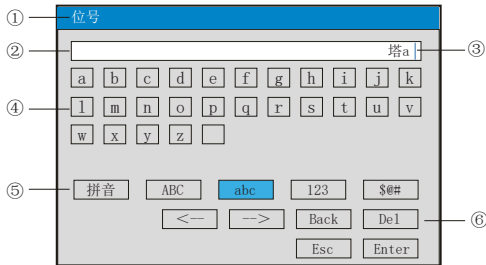 ① 位号
② 塔a ③
a b c d e f g h i j k
④ l m n o p q r s t u v
w x y z
⑤ 拼音 ABC abc 123 $@#
<-- --> Back Del ⑥
Esc Enter